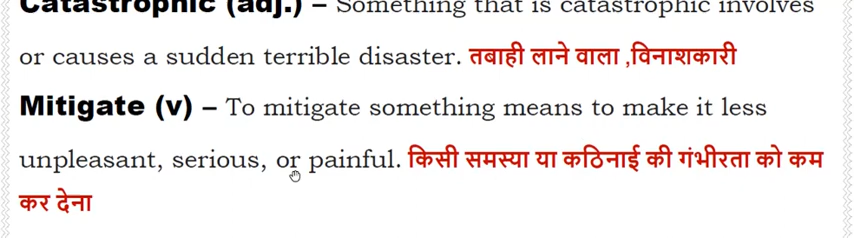 Catastrophic (adj.) – Something that is catastrophic involves
or causes a sudden terrible disaster. तबाही लाने वाला ,विनाशकारी
Mitigate (v) – To mitigate something means to make it less
unpleasant, serious, or painful. किसी समस्या या कठिनाई की गंभीरता को कम
कर देना